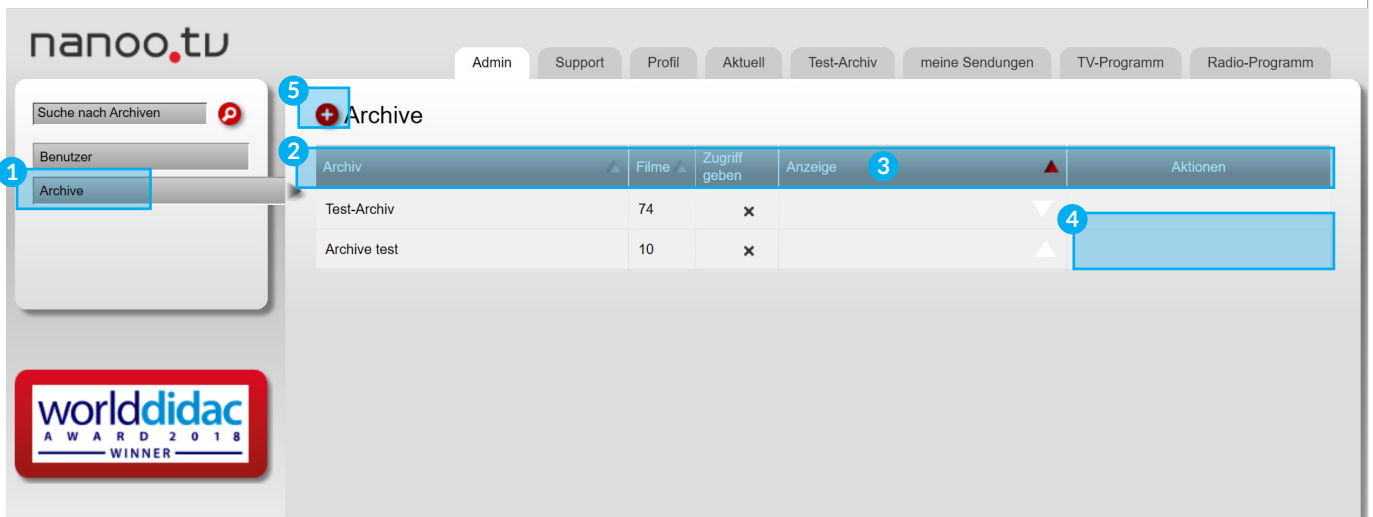 nanoo.tv
Admin Support Profil Aktuell Test-Archiv meine Sendungen TV-Programm Radio-Programm
Suche nach Archiven
Benutzer
1
Archive
5
Archive
2
Archiv Filme Zugriff geben Anzeige 3 Aktionen
Test-Archiv 74
4
Archive test 10
worlddidac
AWARD 2018
WINNER